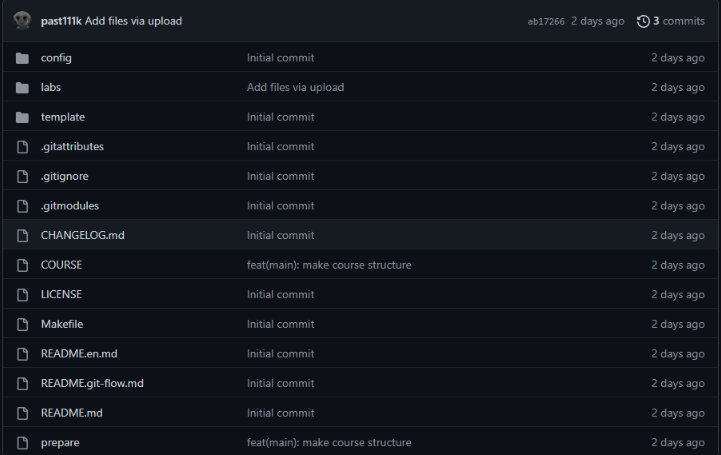 past111k Add files via upload ab17266 2 days ago 3 commits
config Initial commit 2 days ago
labs Add files via upload 2 days ago
template Initial commit 2 days ago
.gitattributes Initial commit 2 days ago
.gitignore Initial commit 2 days ago
.gitmodules Initial commit 2 days ago
CHANGELOG.md Initial commit 2 days ago
COURSE feat(main): make course structure 2 days ago
LICENSE Initial commit 2 days ago
Makefile Initial commit 2 days ago
README.en.md Initial commit 2 days ago
README.git-flow.md Initial commit 2 days ago
README.md Initial commit 2 days ago
prepare feat(main): make course structure 2 days ago